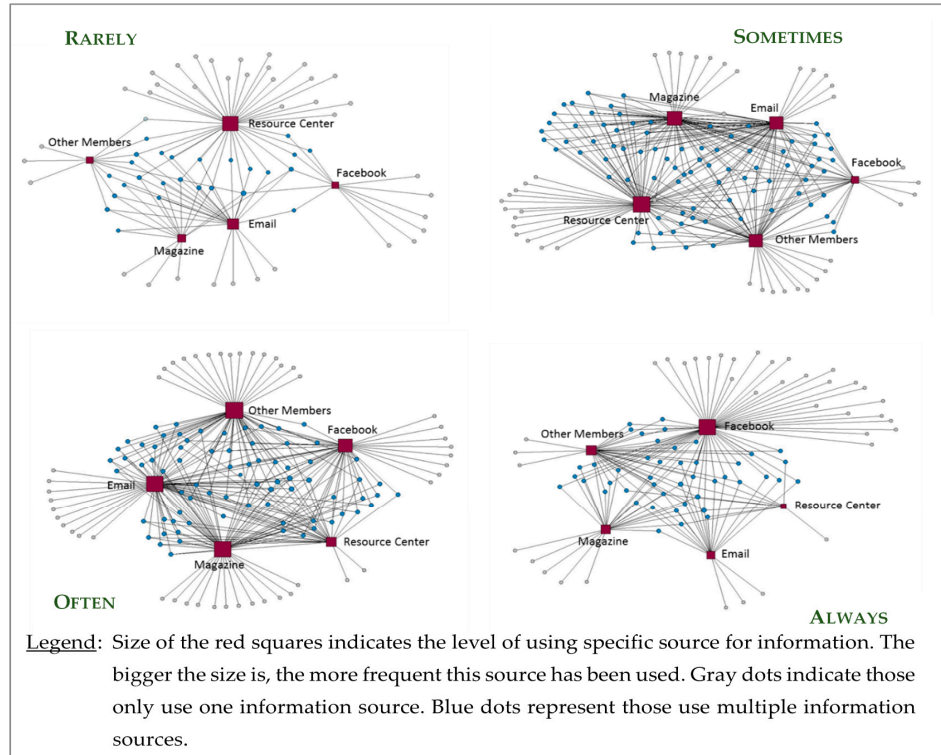 RARELY
Resource Center
Other Members
Facebook
Email
Magazine
SOMETIMES
Magazine
Email
Facebook
Resource Center
Other Members
Other Members
Facebook
Email
Resource Center
Magazine
OFTEN
Facebook
Other Members
Resource Center
Magazine
Email
ALWAYS
Legend: Size of the red squares indicates the level of using specific source for information. The
bigger the size is, the more frequent this source has been used. Gray dots indicate those
only use one information source. Blue dots represent those use multiple information
sources.